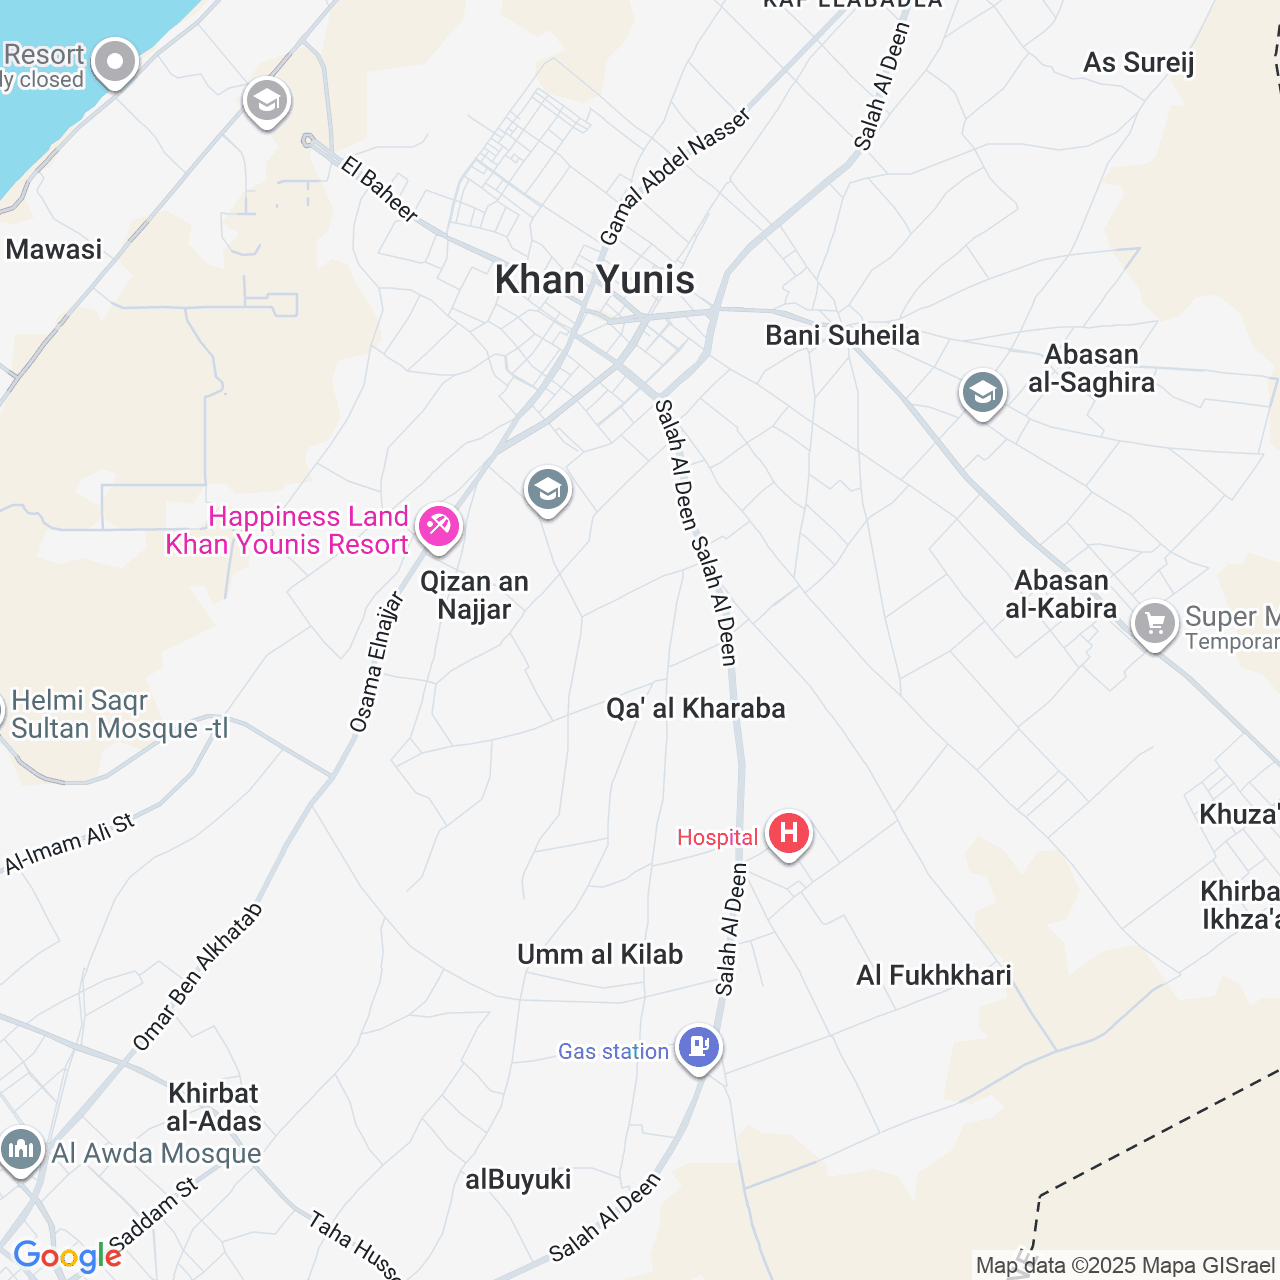 KAF ELABADLA
As Sureij
Resort
ly closed
Salah Al Deen
Gamal Abdel Nasser
El Baheer
Mawasi
Khan Yunis
Bani Suheila
Abasan
al-Saghira
Salah Al Deen
Happiness Land
Khan Younis Resort
Salah Al Deen
Qizan an
Najjar
Abasan
al-Kabira
Super M
Temporar
Osama Elnajjar
Helmi Saqr
Sultan Mosque -tl
Qa' al Kharaba
Khuza'
Al-Imam Ali St
Hospital
Khirba
Ikhza'a
Salah Al Deen
Omar Ben Alkhatab
Umm al Kilab
Al Fukhkhari
Gas station
Khirbat
al-Adas
Al Awda Mosque
alBuyuki
Saddam St
Salah Al Deen
Taha Husse
Google
Map data ©2025 Mapa GISrael